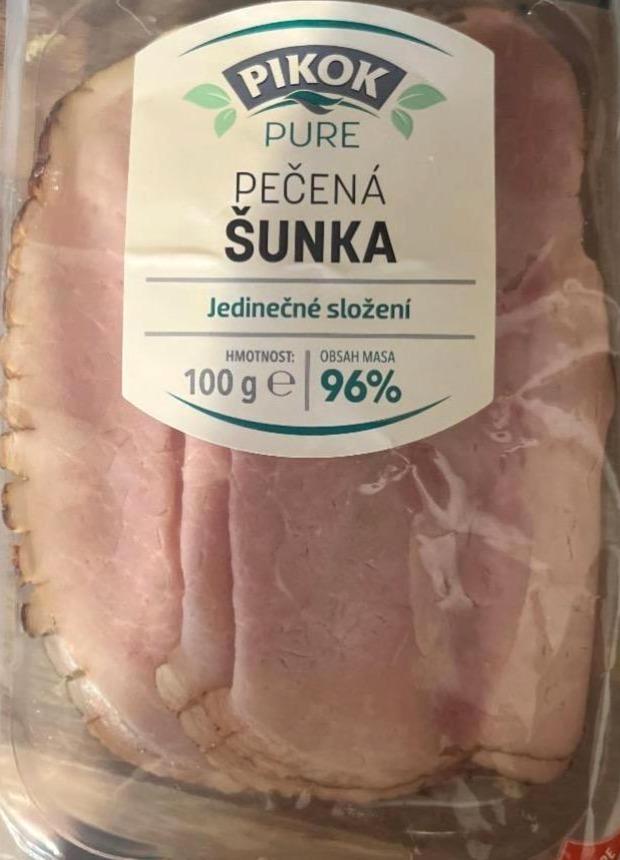 PIKOK
PURE
PEČENÁ
ŠUNKA
Jedinečné složení
HMOTNOST: OBSAH MASA
100 g ℮ 96%